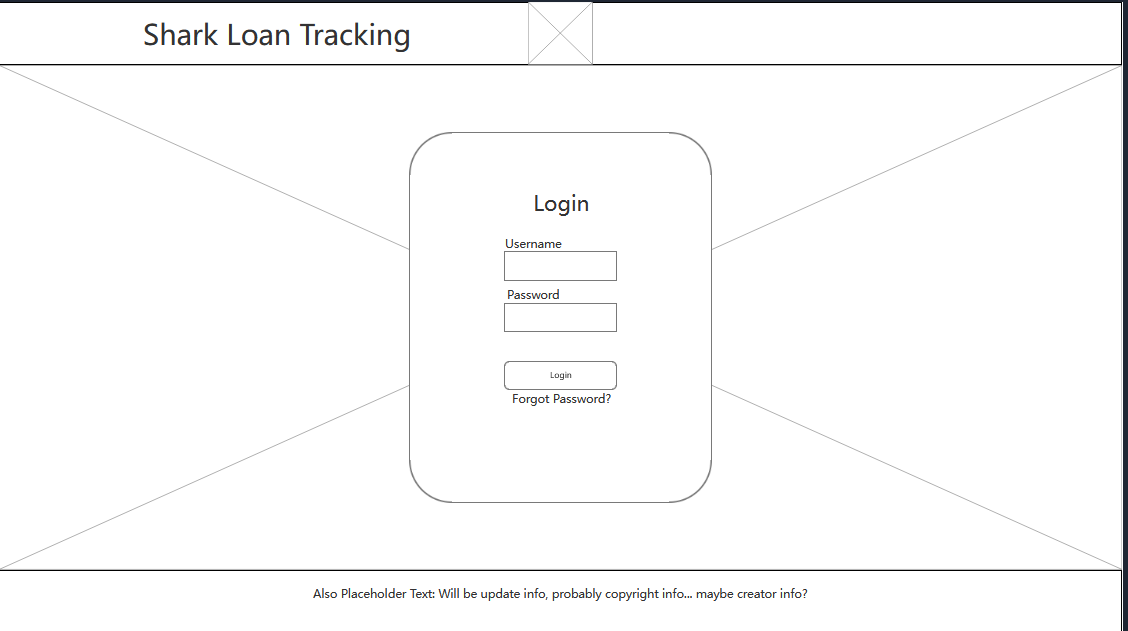 Shark Loan Tracking
Login
Username
Password
Login
Forgot Password?
Also Placeholder Text: Will be update info, probably copyright info... maybe creator info?